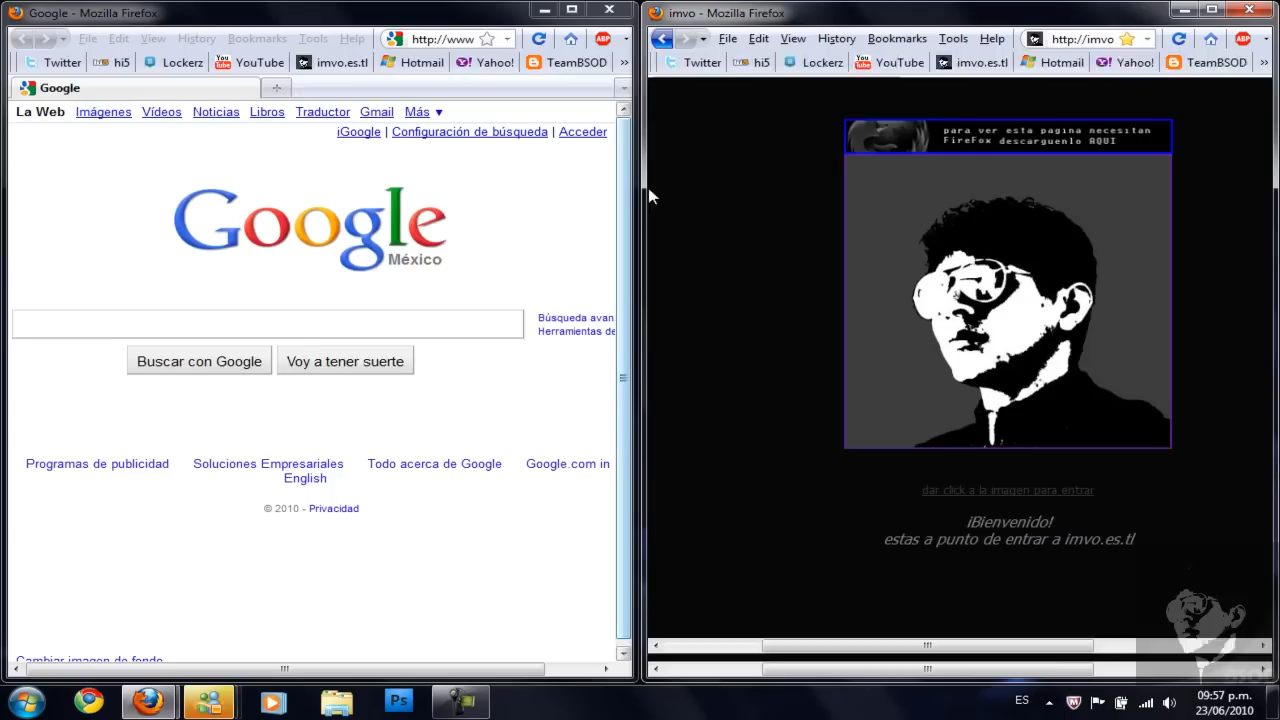 Google - Mozilla Firefox
File Edit View History Bookmarks Tools Help http://www ABP
Twitter hi5 Lockerz YouTube imvo.es.tl Hotmail Yahoo! TeamBSOD »
Google
La Web Imágenes Vídeos Noticias Libros Traductor Gmail Más ▼
iGoogle | Configuración de búsqueda | Acceder
Google
México
Búsqueda avan
Herramientas de
Buscar con Google Voy a tener suerte
Programas de publicidad Soluciones Empresariales Todo acerca de Google Google.com in
English
© 2010 - Privacidad
Cambiar imagen de fondo
imvo - Mozilla Firefox
File Edit View History Bookmarks Tools Help http://imvo ABP
Twitter hi5 Lockerz YouTube imvo.es.tl Hotmail Yahoo! TeamBSOD »
para ver esta pagina necesitan
FireFox descarguenlo AQUI
dar click a la imagen para entrar
¡Bienvenido!
estas a punto de entrar a imvo.es.tl
Ps ES 09:57 p.m.
23/06/2010